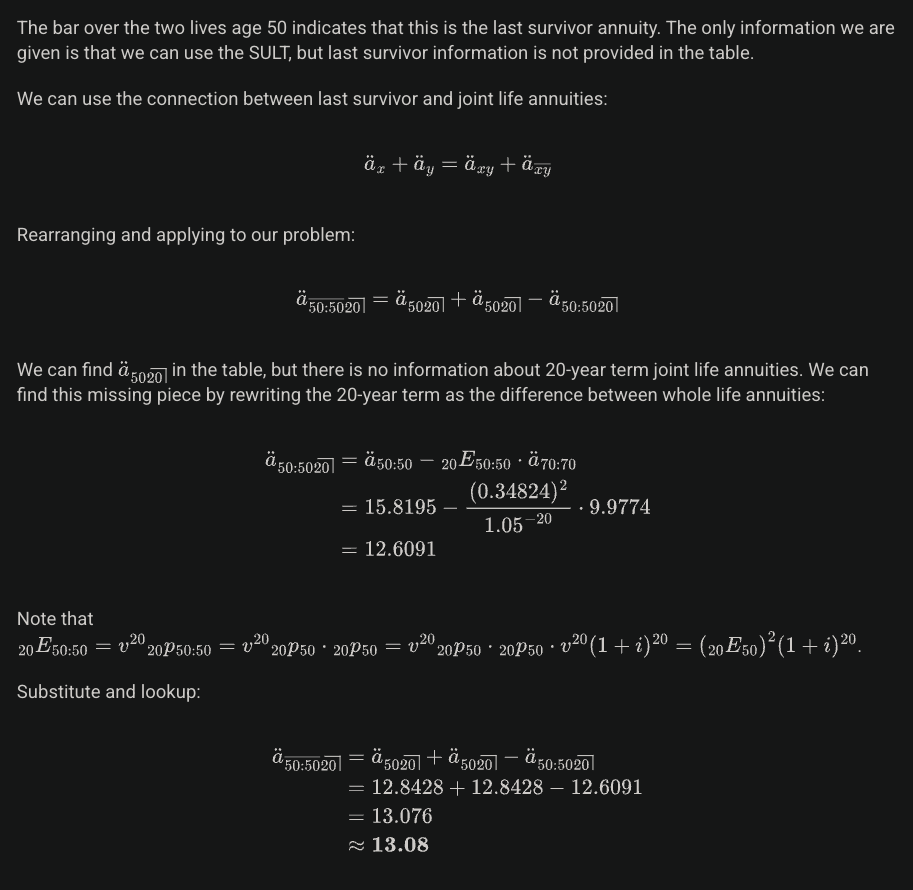 The bar over the two lives age 50 indicates that this is the last survivor annuity. The only information we are
given is that we can use the SULT, but last survivor information is not provided in the table.
We can use the connection between last survivor and joint life annuities:
$\ddot{a}_x + \ddot{a}_y = \ddot{a}_{xy} + \ddot{a}_{\overline{xy}}$
Rearranging and applying to our problem:
$\ddot{a}_{\overline{50:50}\overline{20}|} = \ddot{a}_{50\overline{20}|} + \ddot{a}_{50\overline{20}|} - \ddot{a}_{50:50\overline{20}|}$
We can find $\ddot{a}_{50\overline{20}|}$ in the table, but there is no information about 20-year term joint life annuities. We can
find this missing piece by rewriting the 20-year term as the difference between whole life annuities:
$\ddot{a}_{50:50\overline{20}|} = \ddot{a}_{50:50} - {}_{20}E_{50:50} \cdot \ddot{a}_{70:70}$
$= 15.8195 - \frac{(0.34824)^2}{1.05^{-20}} \cdot 9.9774$
$= 12.6091$
Note that
${}_{20}E_{50:50} = v^{20} {}_{20}p_{50:50} = v^{20} {}_{20}p_{50} \cdot {}_{20}p_{50} = v^{20} {}_{20}p_{50} \cdot {}_{20}p_{50} \cdot v^{20}(1+i)^{20} = ({}_{20}E_{50})^2(1+i)^{20}.$
Substitute and lookup:
$\ddot{a}_{\overline{50:50}\overline{20}|} = \ddot{a}_{50\overline{20}|} + \ddot{a}_{50\overline{20}|} - \ddot{a}_{50:50\overline{20}|}$
$= 12.8428 + 12.8428 - 12.6091$
$= 13.076$
$\approx \mathbf{13.08}$